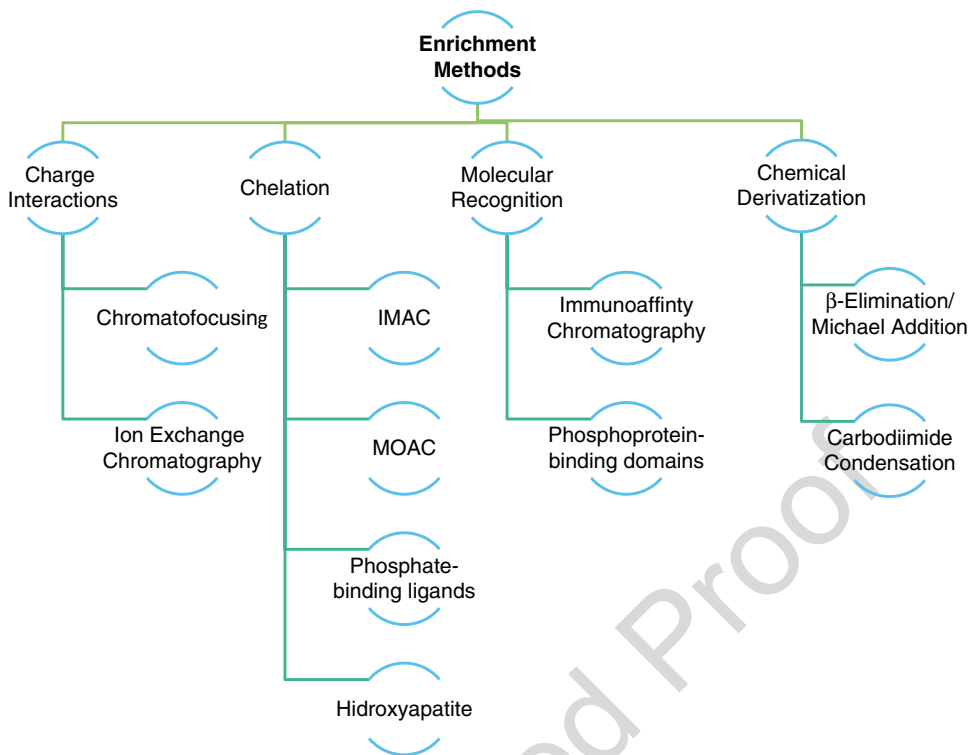 Enrichment
Methods
Charge
Interactions
Chelation
Molecular
Recognition
Chemical
Derivatization
Chromatofocusing
IMAC
Immunoaffinty
Chromatography
β-Elimination/
Michael Addition
Ion Exchange
Chromatography
MOAC
Phosphoprotein-
binding domains
Carbodiimide
Condensation
Phosphate-
binding ligands
Hidroxyapatite
ed Proof